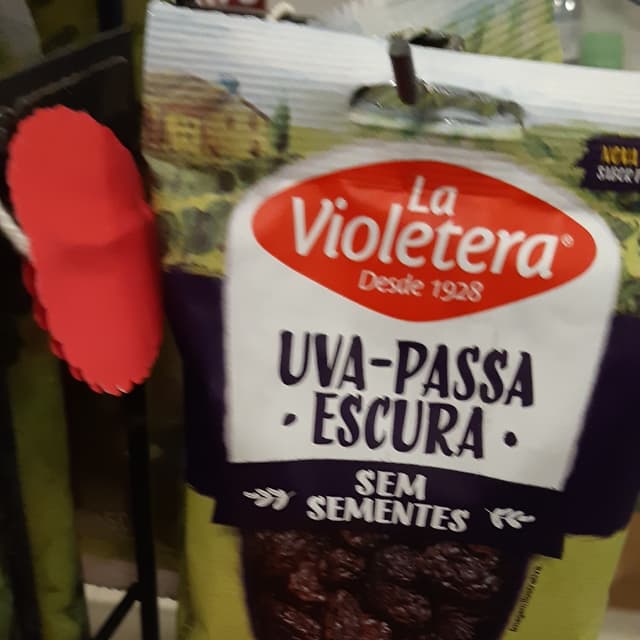 La
Violetera®
Desde 1928
UVA-PASSA
• ESCURA •
SEM
SEMENTES